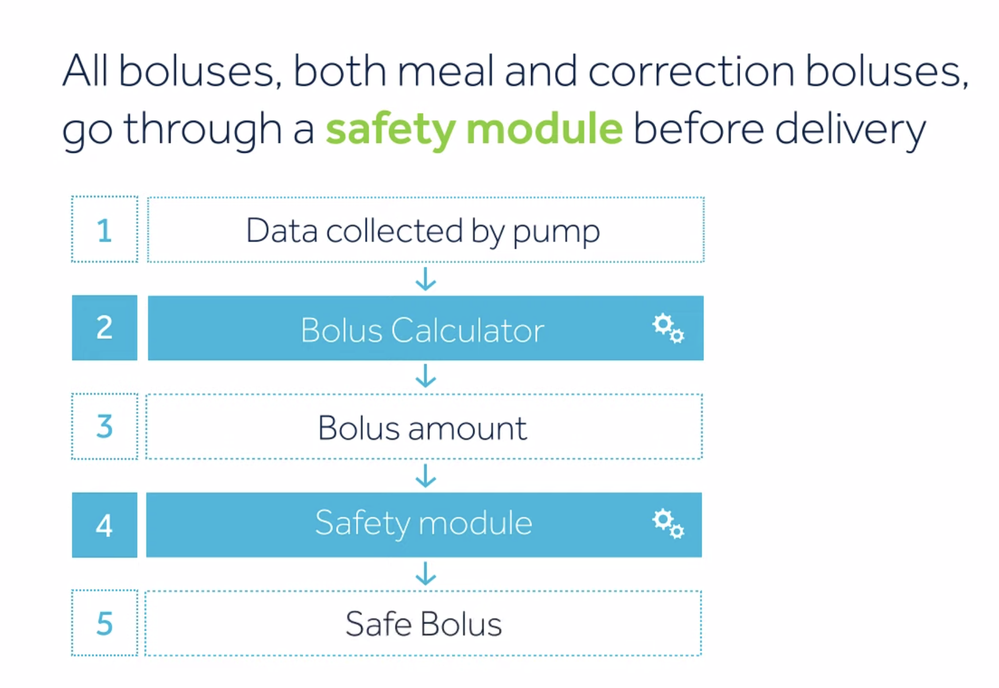 All boluses, both meal and correction boluses,
go through a safety module before delivery
1 Data collected by pump
2 Bolus Calculator
3 Bolus amount
4 Safety module
5 Safe Bolus